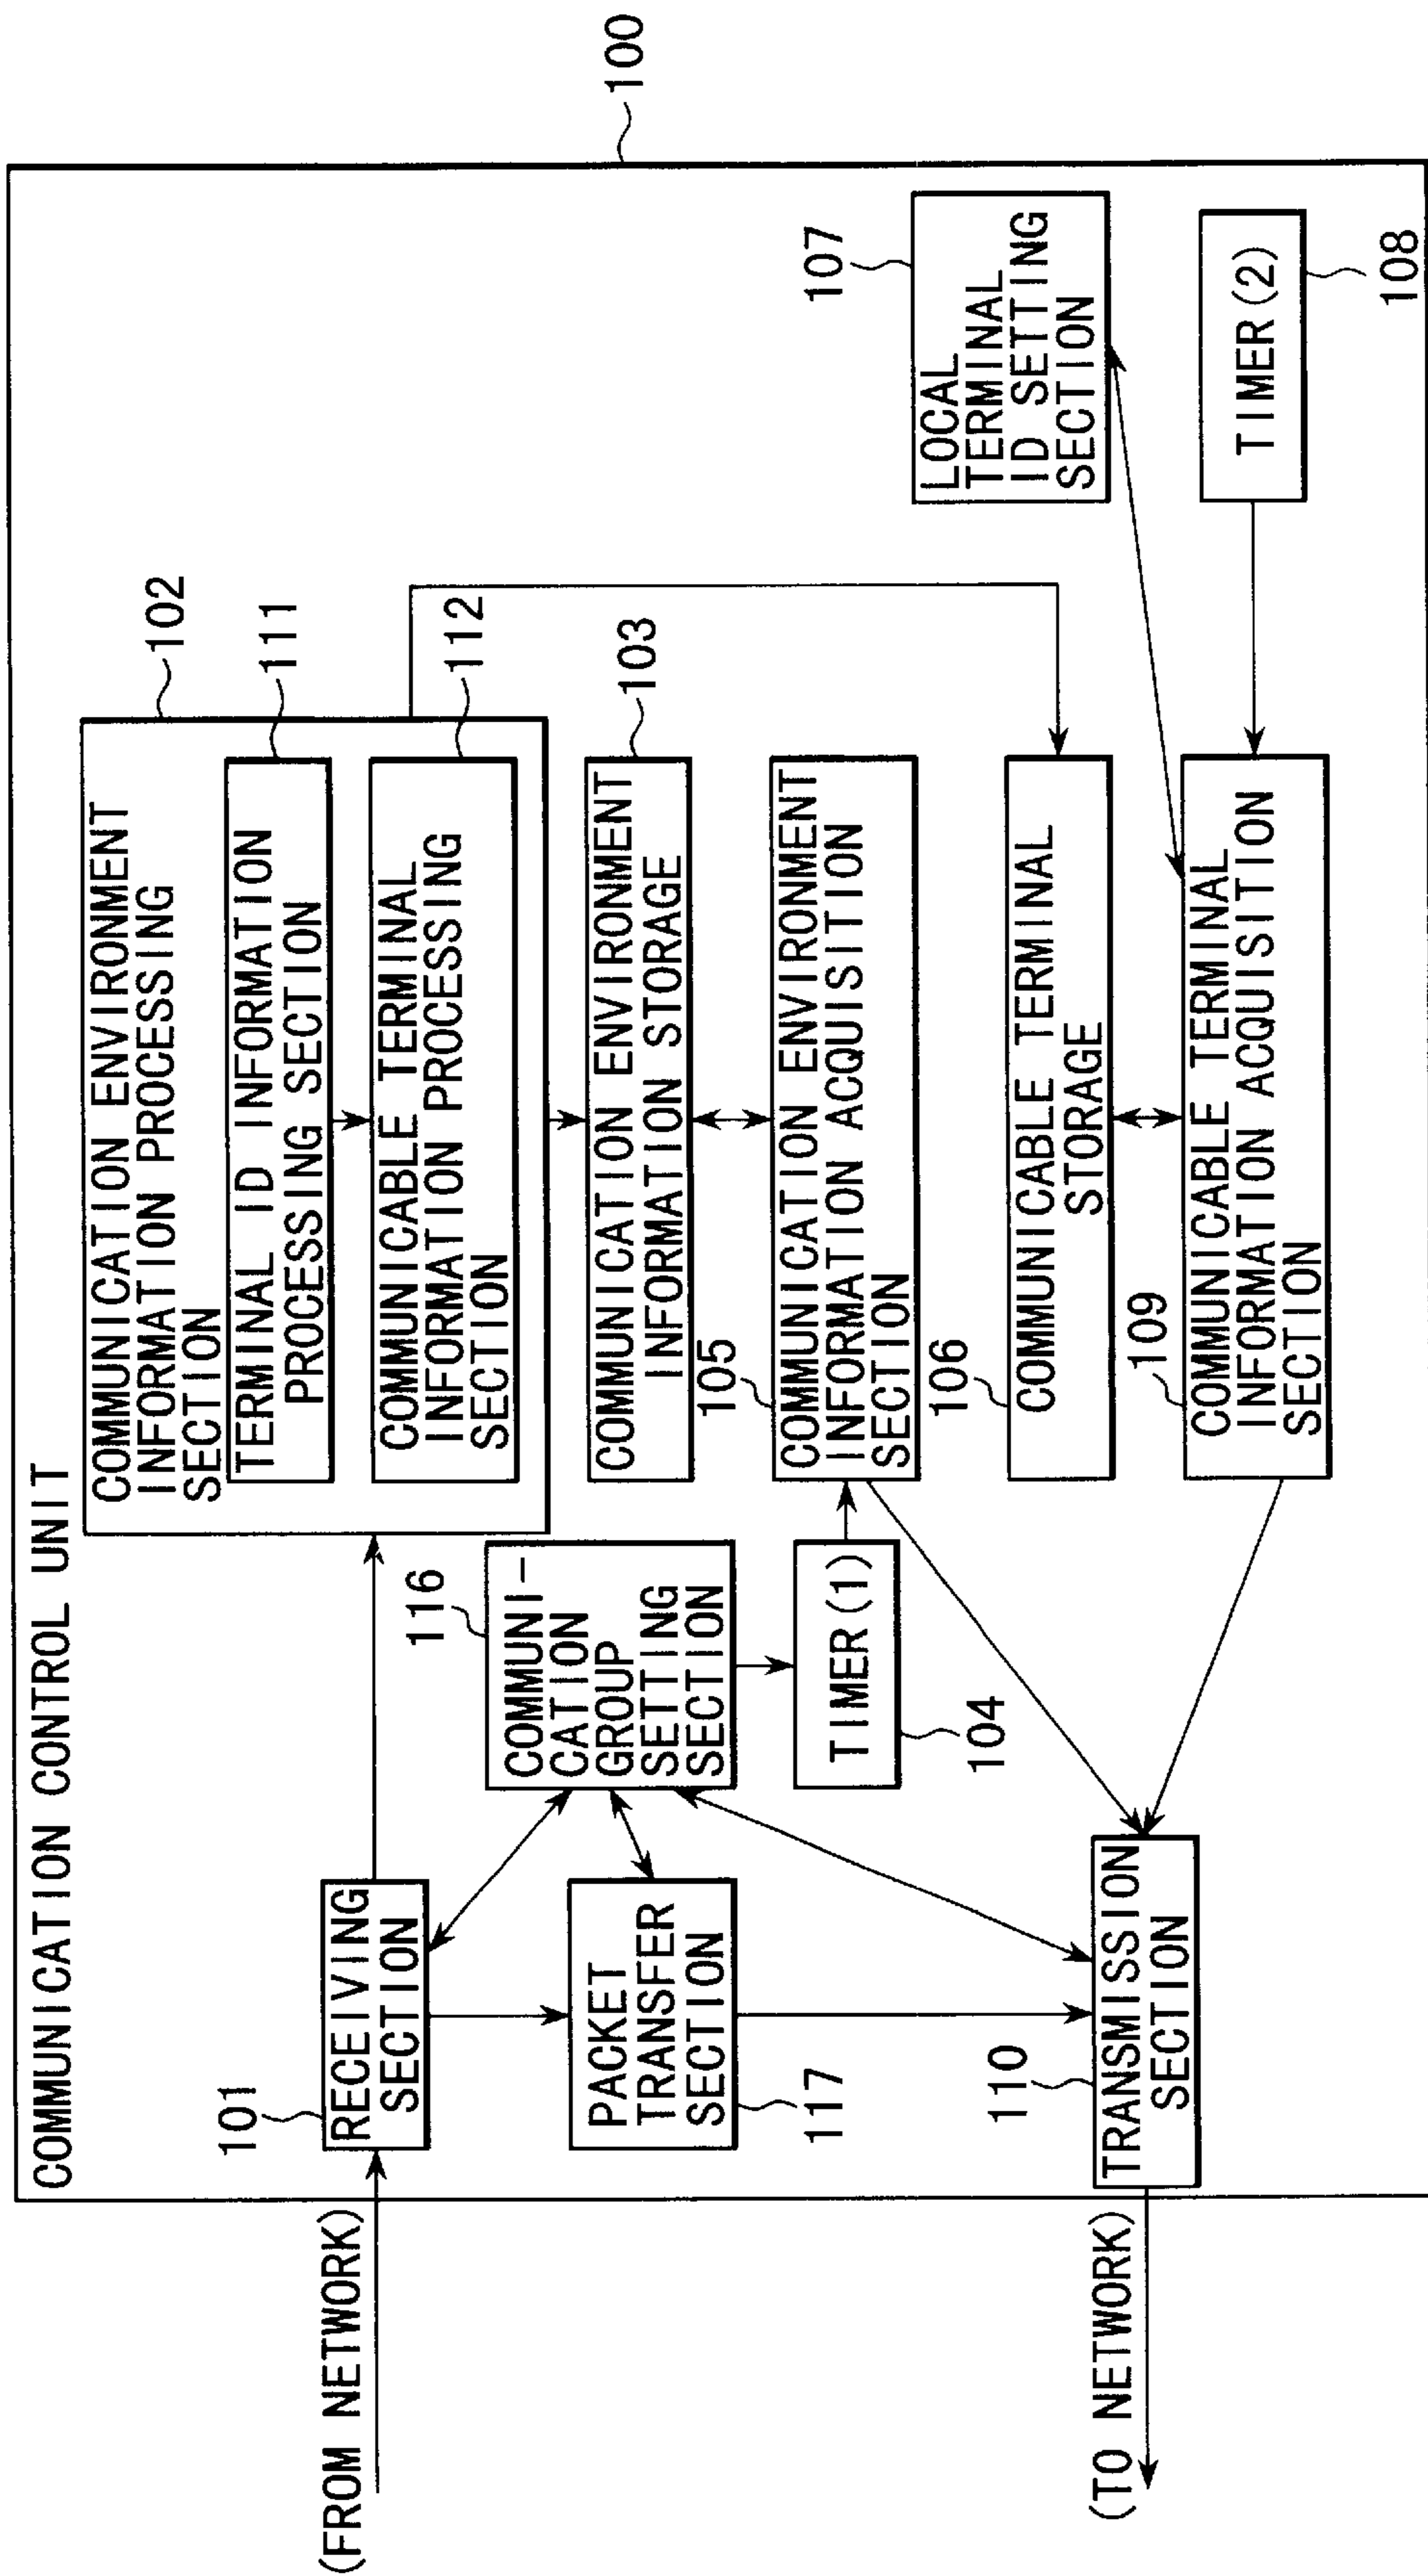 COMMUNICATION CONTROL UNIT
100
(FROM NETWORK)
101
RECEIVING
SECTION
COMMUNICATION ENVIRONMENT
INFORMATION PROCESSING
SECTION
102
TERMINAL ID INFORMATION
PROCESSING SECTION
111
COMMUNICABLE TERMINAL
INFORMATION PROCESSING
SECTION
112
116
COMMUNI-
CATION
GROUP
SETTING
SECTION
PACKET
TRANSFER
SECTION
117
COMMUNICATION ENVIRONMENT
INFORMATION STORAGE
103
TIMER(1)
104
105
COMMUNICATION ENVIRONMENT
INFORMATION ACQUISITION
SECTION
106
COMMUNICABLE TERMINAL
STORAGE
107
LOCAL
TERMINAL
ID SETTING
SECTION
(TO NETWORK)
110
TRANSMISSION
SECTION
109
COMMUNICABLE TERMINAL
INFORMATION ACQUISITION
SECTION
TIMER(2)
108